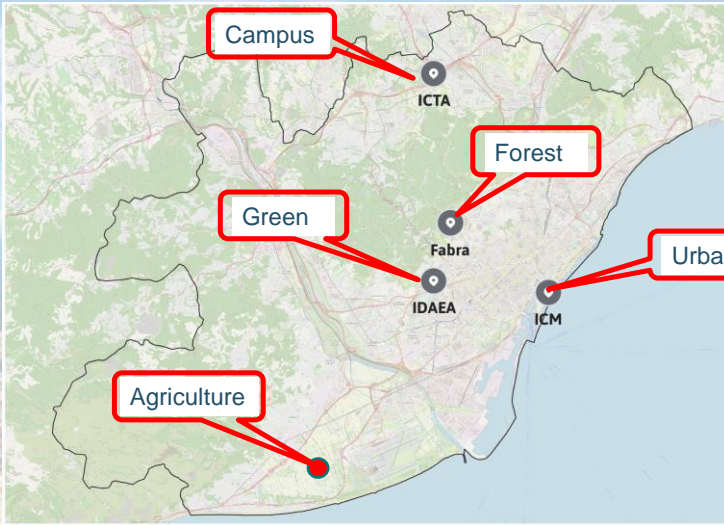 Campus
ICTA
Forest
Fabra
Green
IDAEA
Urba
ICM
Agriculture